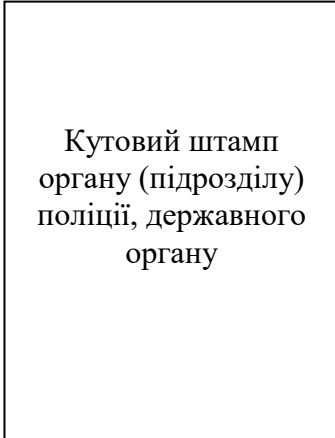 Кутовий штамп
органу (підрозділу)
поліції, державного
органу